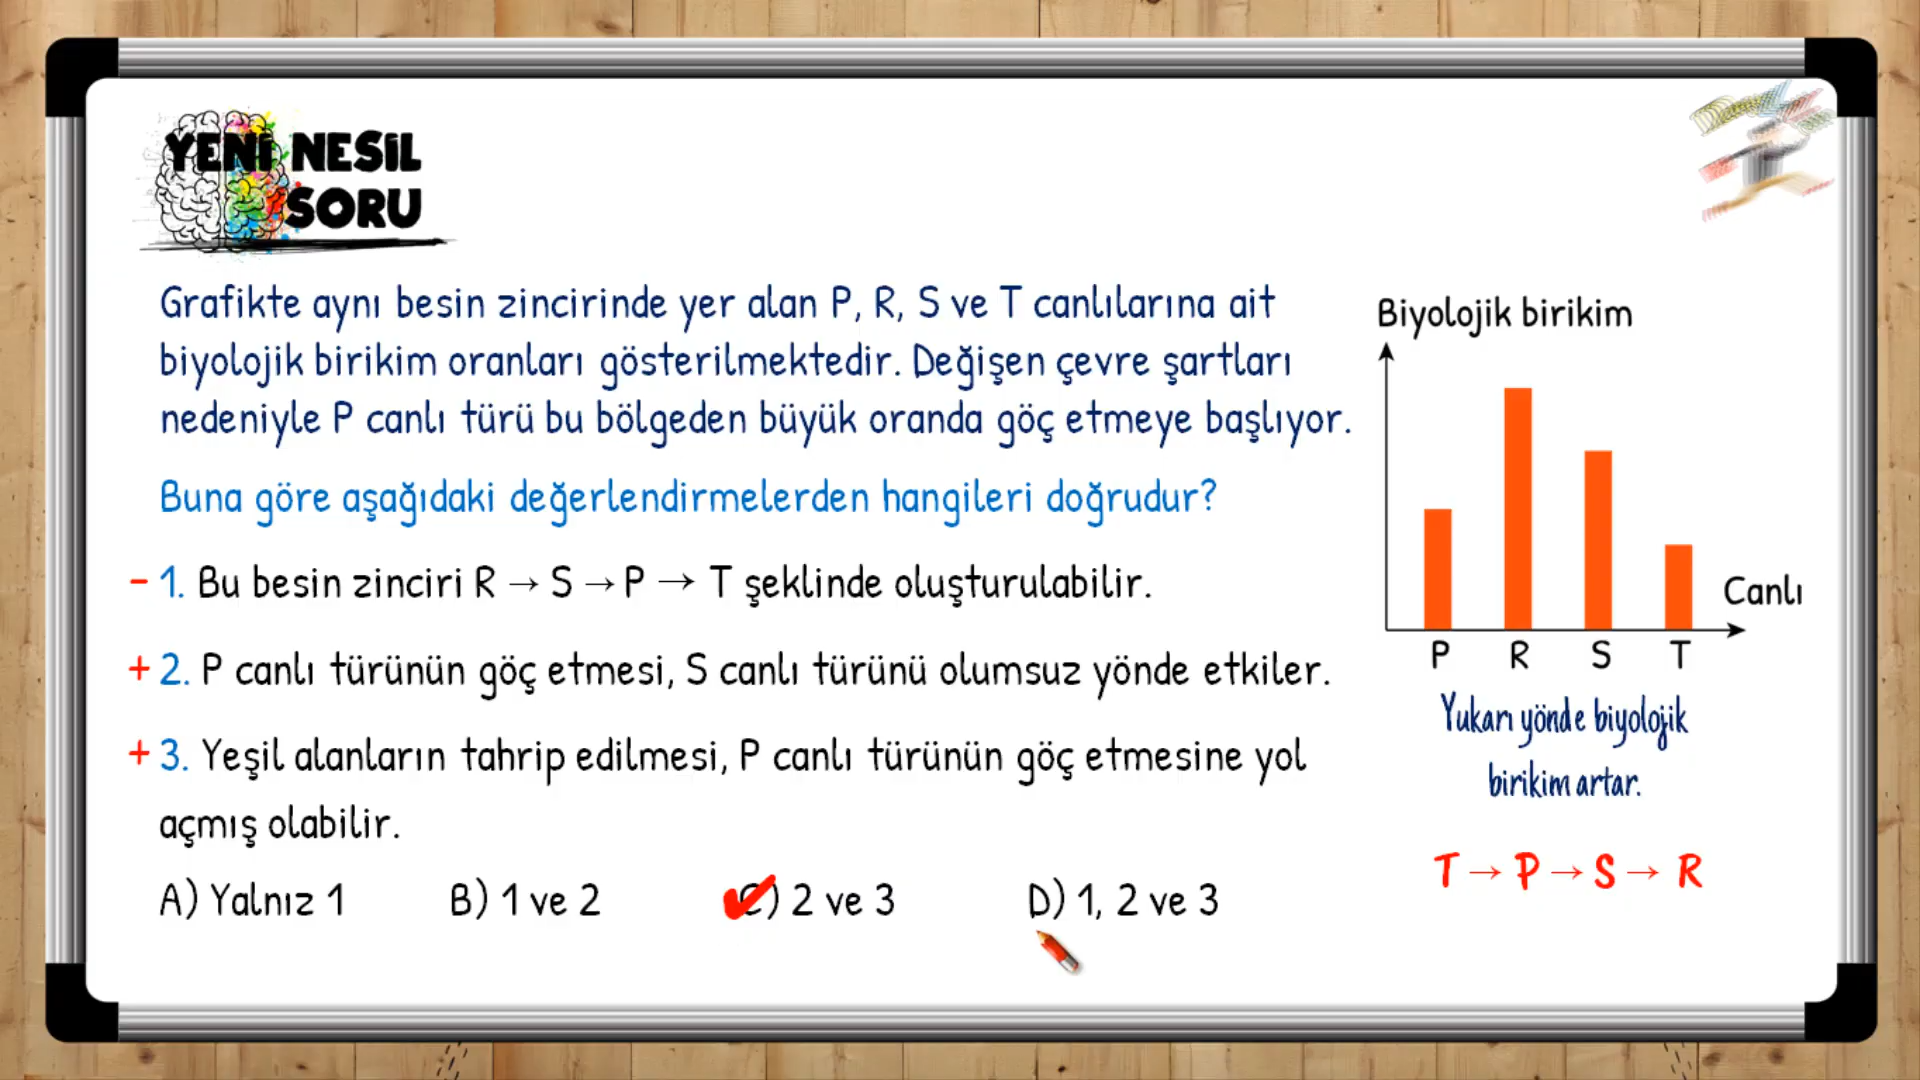 YENİ NESİL
SORU
Grafikte aynı besin zincirinde yer alan P, R, S ve T canlılarına ait
biyolojik birikim oranları gösterilmektedir. Değişen çevre şartları
nedeniyle P canlı türü bu bölgeden büyük oranda göç etmeye başlıyor.
Buna göre aşağıdaki değerlendirmelerden hangileri doğrudur?
- 1. Bu besin zinciri R → S → P → T şeklinde oluşturulabilir.
+ 2. P canlı türünün göç etmesi, S canlı türünü olumsuz yönde etkiler.
+ 3. Yeşil alanların tahrip edilmesi, P canlı türünün göç etmesine yol
açmış olabilir.
A) Yalnız 1 B) 1 ve 2 C) 2 ve 3 D) 1, 2 ve 3
Biyolojik birikim
Canlı
P R S T
Yukarı yönde biyolojik
birikim artar.
T → P → S → R